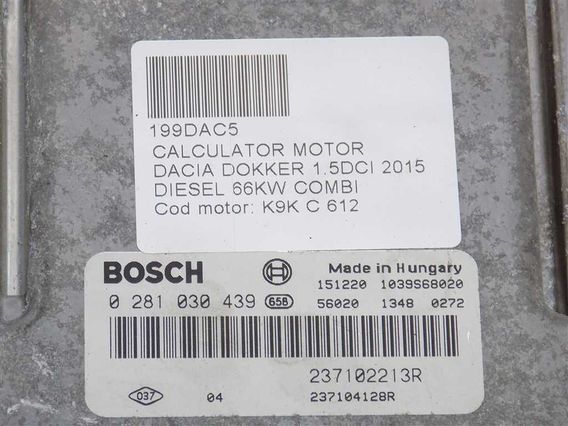 199DAC5
CALCULATOR MOTOR
DACIA DOKKER 1.5DCI 2015
DIESEL 66KW COMBI
Cod motor: K9K C 612
BOSCH Made in Hungary
151220 1039S68020
0 281 030 439 658 56020 1348 0272
237102213R
037 04 237104128R